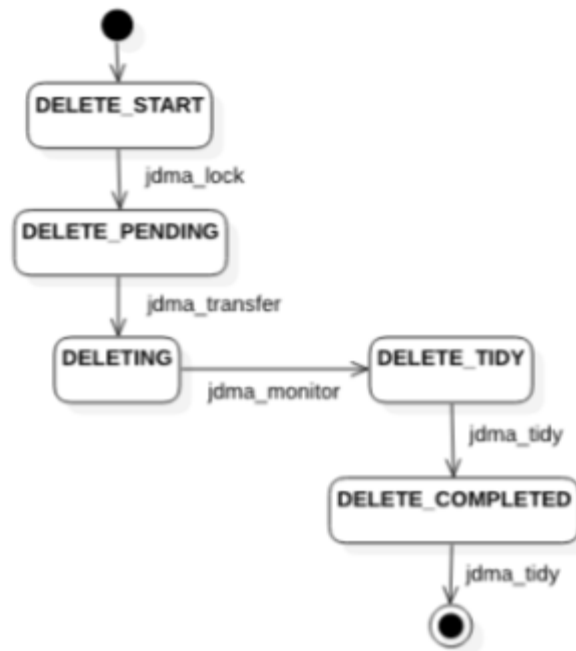 DELETE_START
jdma_lock
DELETE_PENDING
jdma_transfer
DELETING
jdma_monitor
DELETE_TIDY
jdma_tidy
DELETE_COMPLETED
jdma_tidy